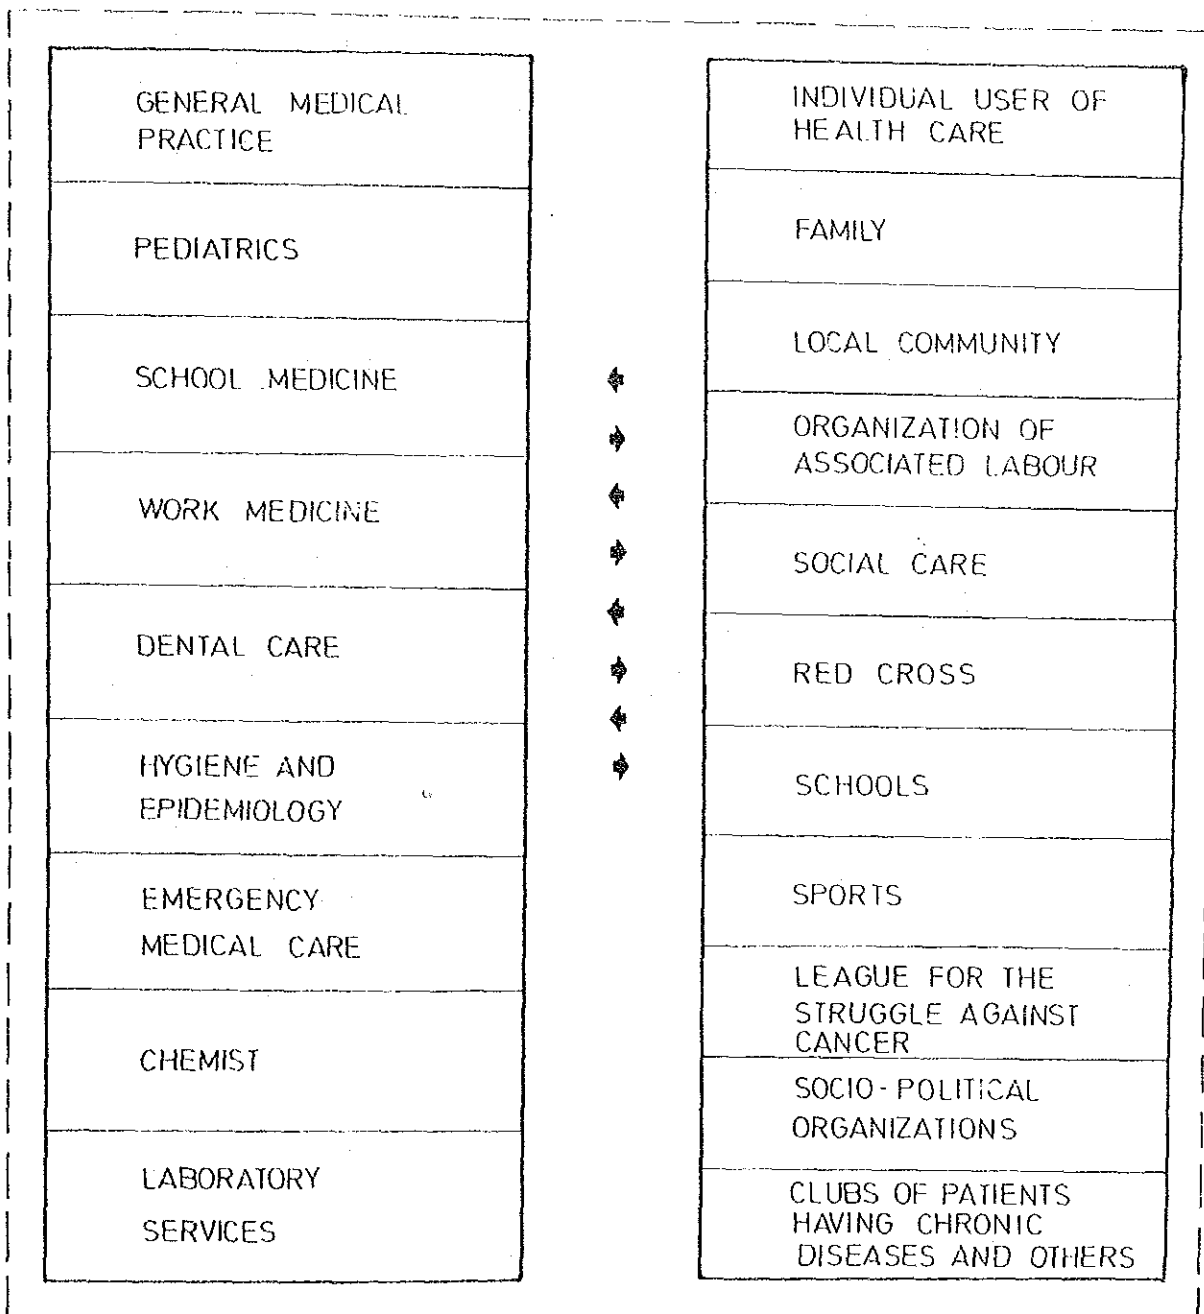 GENERAL MEDICAL
PRACTICE
PEDIATRICS
SCHOOL MEDICINE
WORK MEDICINE
DENTAL CARE
HYGIENE AND
EPIDEMIOLOGY
EMERGENCY
MEDICAL CARE
CHEMIST
LABORATORY
SERVICES
INDIVIDUAL USER OF
HEALTH CARE
FAMILY
LOCAL COMMUNITY
ORGANIZATION OF
ASSOCIATED LABOUR
SOCIAL CARE
RED CROSS
SCHOOLS
SPORTS
LEAGUE FOR THE
STRUGGLE AGAINST
CANCER
SOCIO-POLITICAL
ORGANIZATIONS
CLUBS OF PATIENTS
HAVING CHRONIC
DISEASES AND OTHERS